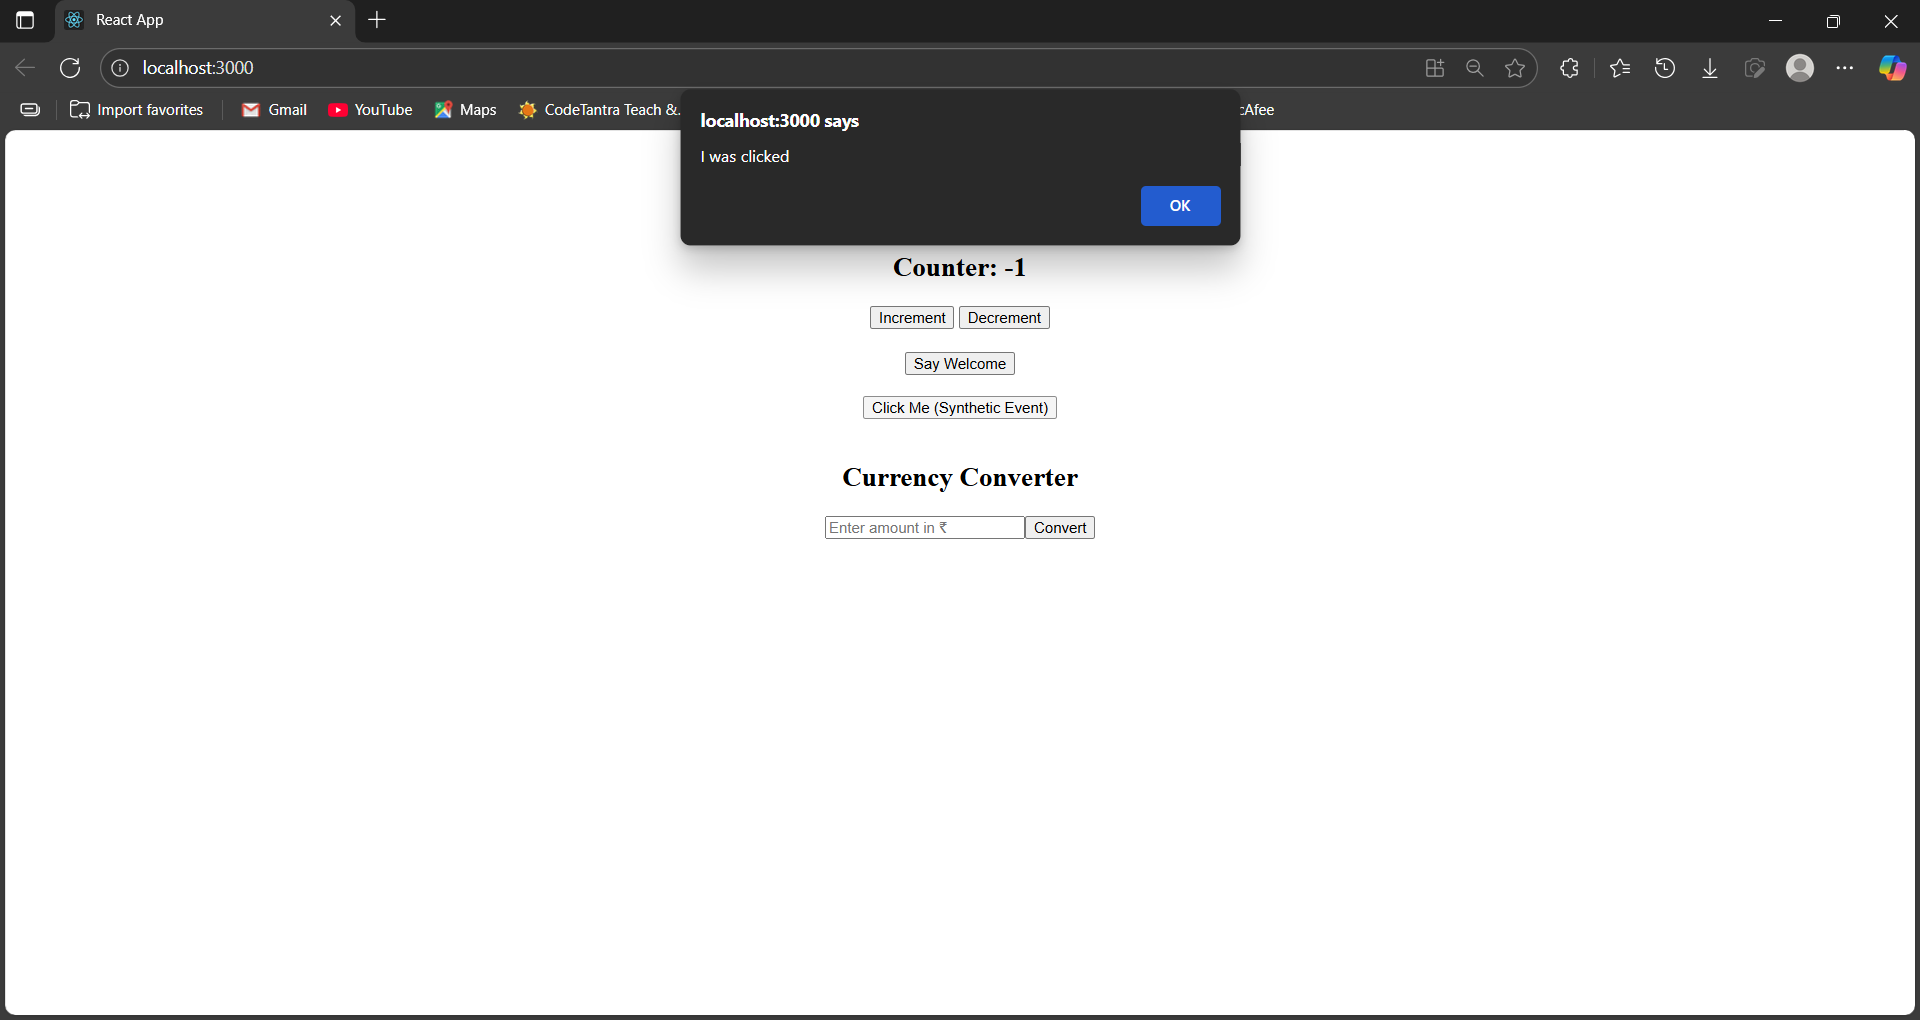 React App
localhost:3000
Import favorites
Gmail
YouTube
Maps
CodeTantra Teach &
cAfee
localhost:3000 says
I was clicked
OK
Counter: -1
Increment
Decrement
Say Welcome
Click Me (Synthetic Event)
Currency Converter
Enter amount in ₹
Convert